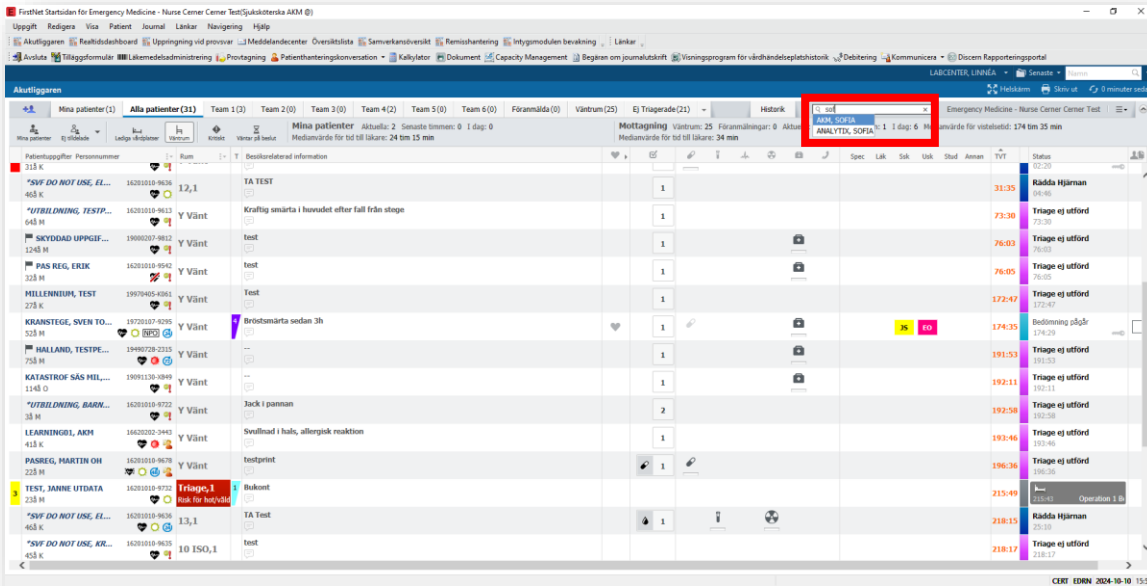 FirstNet Startsidan för Emergency Medicine - Nurse Cerner Cerner Test(Sjuksköterska AKM @)
Uppgift Redigera Visa Patient Journal Länkar Navigering Hjälp
Akutliggaren Realtidsdashboard Uppringning vid provsvar Meddelandecenter Översiktslista Samverkansöversikt Remisshantering Intygsmodulen bevakning Länkar
Avsluta Tilläggsformulär Läkemedelsadministrering Provtagning Patienthanteringskonversation Kalkylator Dokument Capacity Management Begäran om journalutskrift Visningsprogram för vårdhändelseplatshistorik Debitering Kommunicera Discern Rapporteringsportal
LABCENTER, LINNÉA Senaste Namn
Akutliggaren Helskärm Skriv ut 0 minuter seda
Mina patienter (1) Alla patienter (31) Team 1(3) Team 2(0) Team 3(0) Team 4(2) Team 5(0) Team 6(0) Föranmälda(0) Väntrum (25) Ej Triagerade(21) Historik sof Emergency Medicine - Nurse Cerner Cerner Test
AKM, SOFIA
ANALYTIX, SOFIA
Mina patienter Ej tilldelade Lediga vårdplatser Väntrum Kritiskt Väntar på beslut
Mina patienter Aktuella: 2 Senaste timmen: 0 I dag: 0
Medianvärde för tid till läkare: 24 tim 15 min
Mottagning Väntrum: 25 Föranmälningar: 0 1 I dag: 6 värde för vistelsetid: 174 tim 35 min
Medianvärde för tid till läkare: 34 min
Patientuppgifter Personnummer Rum T Besöksrelaterad information Spec Läk Ssk Usk Stud Annan TVT Status
31å K 02:20
*SVF DO NOT USE, EL... 16201010-9636 12,1 TA TEST 1 31:35 Rädda Hjärnan
46å K 04:46
*UTBILDNING, TESTP... 16201010-9613 Y Vänt Kraftig smärta i huvudet efter fall från stege 1 73:30 Triage ej utförd
64å M 73:30
SKYDDAD UPPGIF... 19000207-9812 Y Vänt test 1 76:03 Triage ej utförd
124å M 76:03
PAS REG, ERIK 16201010-9542 Y Vänt test 1 76:05 Triage ej utförd
32å M 76:05
MILLENNIUM, TEST 19970405-K061 Y Vänt Test 1 172:47 Triage ej utförd
27å K 172:47
KRANSTEGE, SVEN TO... 19720107-9295 Y Vänt 4 Bröstsmärta sedan 3h 1 JS EO 174:35 Bedömning pågår
52å M NPO 174:29
HALLAND, TESTPE... 19490728-2315 Y Vänt -- 1 191:53 Triage ej utförd
75å M 191:53
KATASTROF SÄS MIL,... 19091130-X849 Y Vänt -- 1 192:11 Triage ej utförd
114å O 192:11
*UTBILDNING, BARN... 16201010-9722 Y Vänt Jack i pannan 2 192:58 Triage ej utförd
3å M 192:58
LEARNING01, AKM 16620202-3443 Y Vänt Svullnad i hals, allergisk reaktion 1 193:46 Triage ej utförd
41å K 193:46
PASREG, MARTIN OH 16201010-9678 Y Vänt testprint 1 196:36 Triage ej utförd
22å M 196:36
3 TEST, JANNE UTDATA 16201010-9732 Triage,1 1 Bukont 215:49
23å M Risk för hot/våld 215:43 Operation 1 B
*SVF DO NOT USE, EL... 16201010-9636 13,1 TA Test 1 218:15 Rädda Hjärnan
46å K 25:10
*SVF DO NOT USE, KR... 16201010-9635 10 ISO,1 test 1 218:17 Triage ej utförd
45å K 218:17
CERT EDRN 2024-10-10